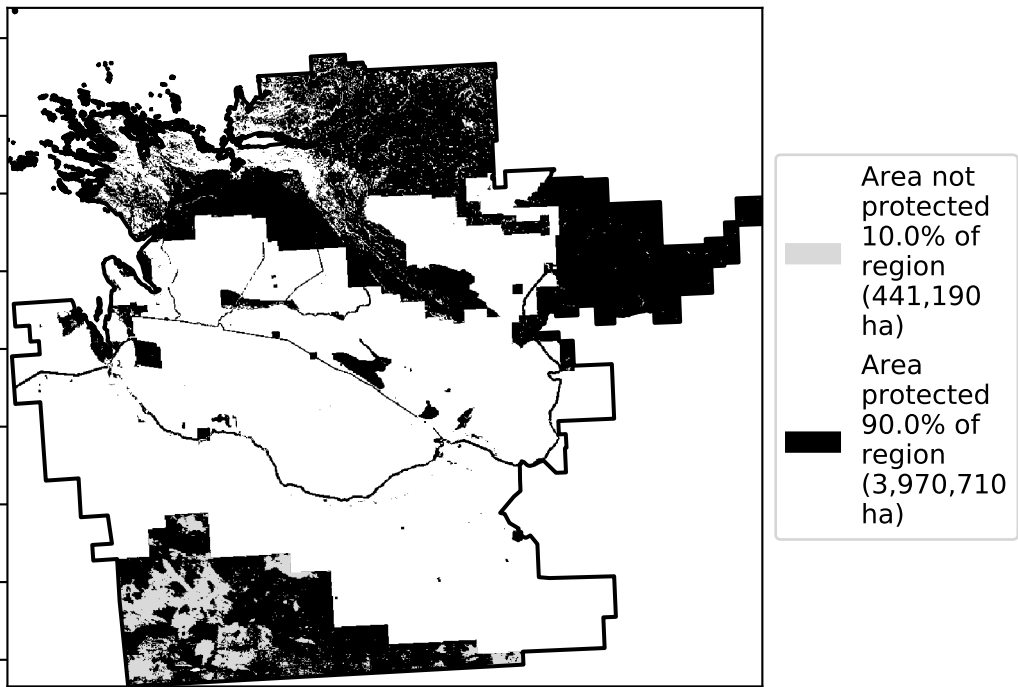 Area not
protected
10.0% of
region
(441,190
ha)
Area
protected
90.0% of
region
(3,970,710
ha)